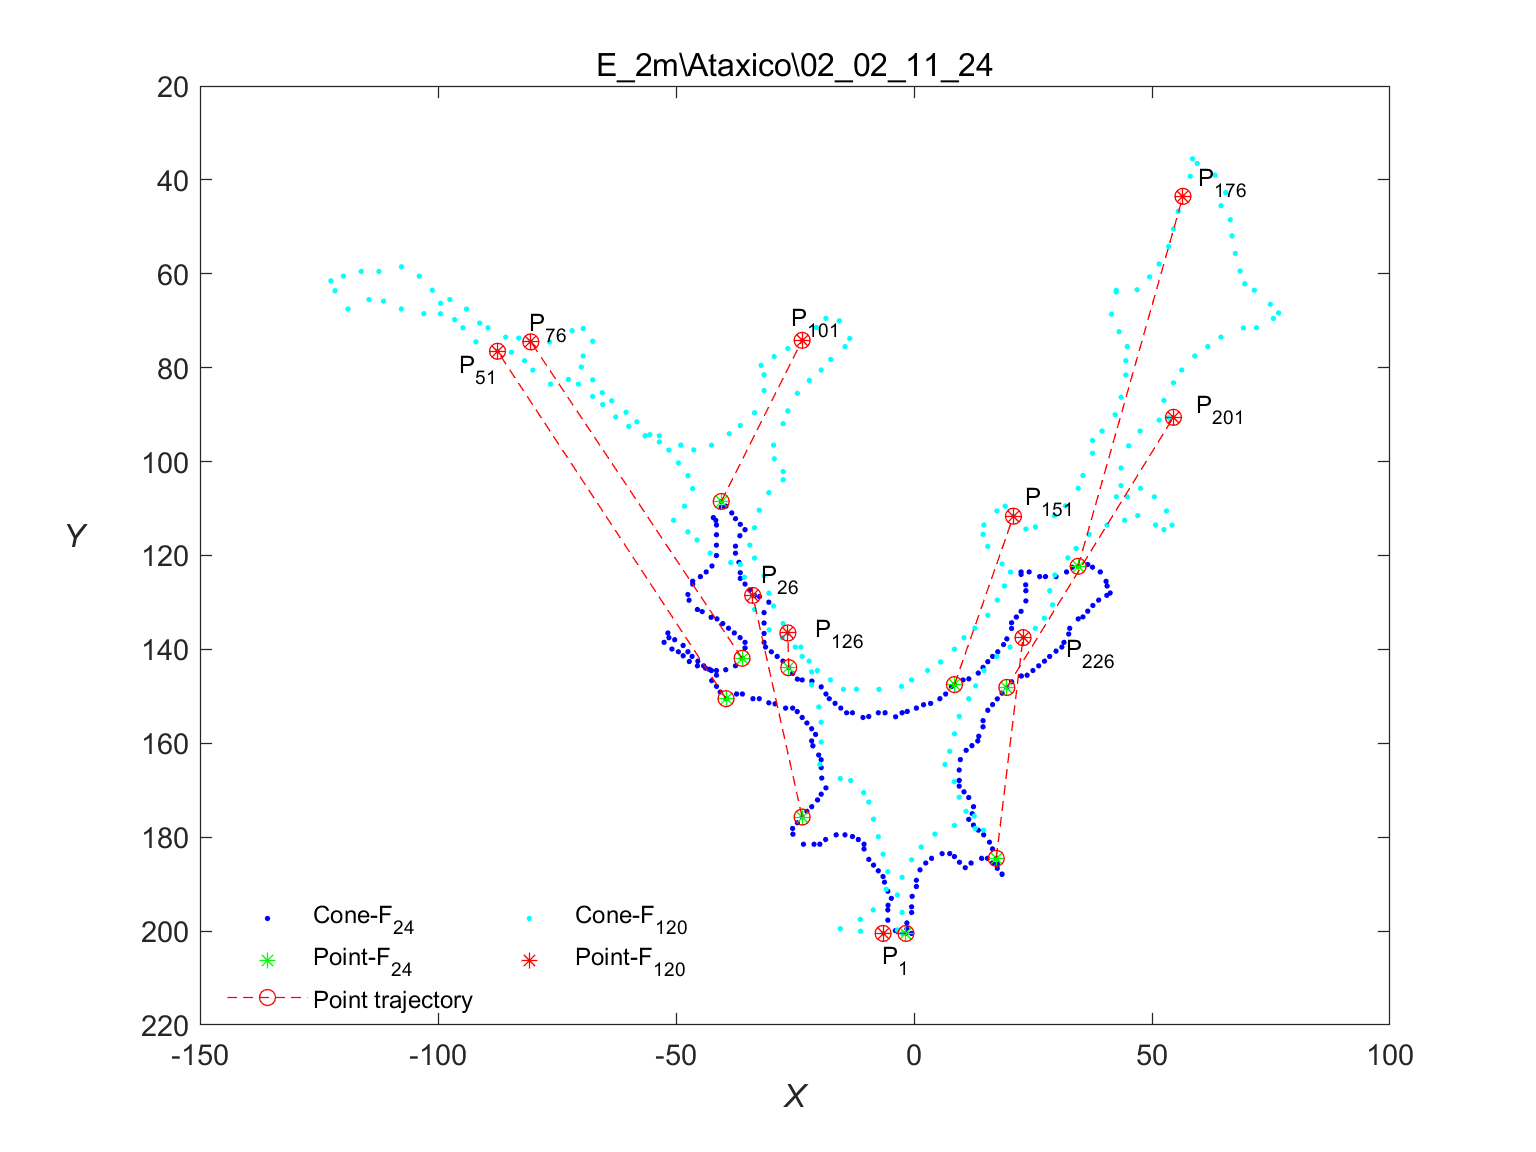 E_2m\Ataxico\02_02_11_24
20
40
60
80
100
120
140
160
180
200
220
Y
-150
-100
-50
0
50
100
X
P176
P101
P76
P51
P201
P151
P26
P126
P226
P1
Cone-F24
Cone-F120
Point-F24
Point-F120
Point trajectory